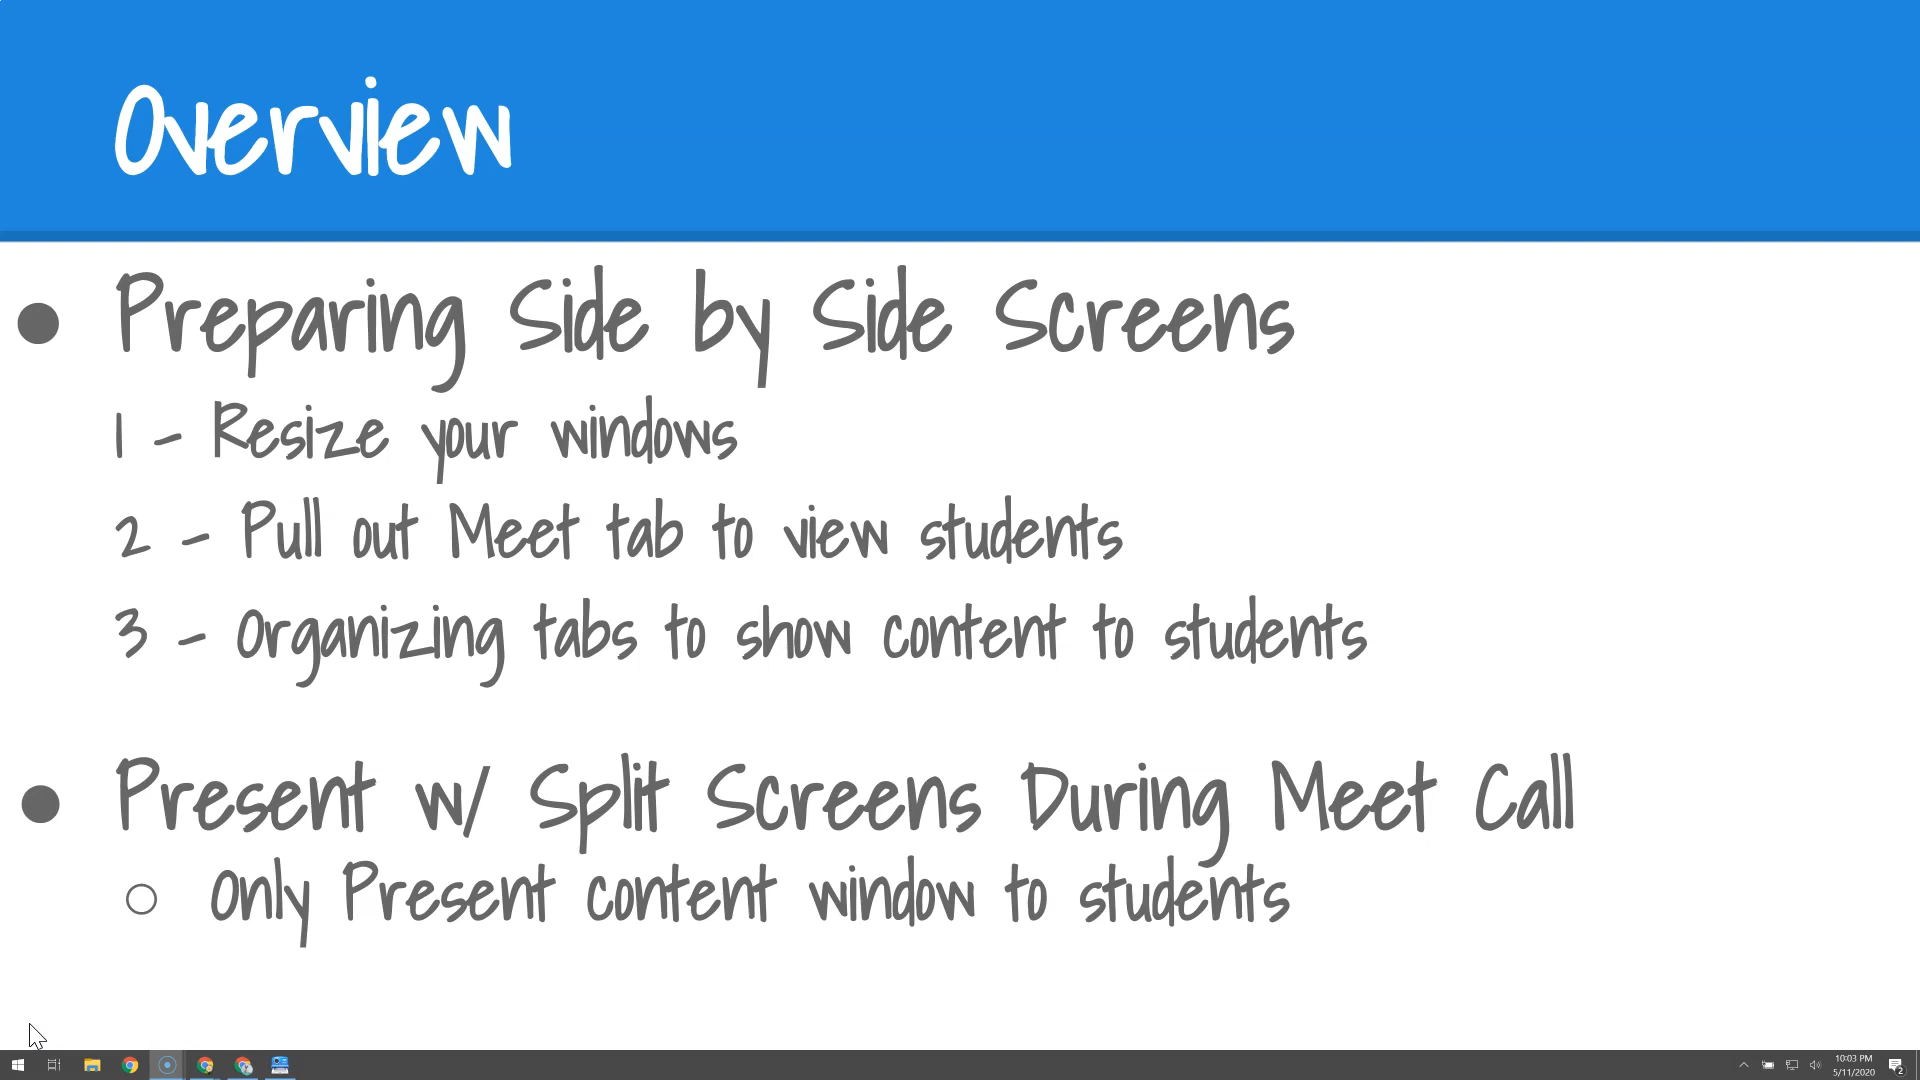 Overview
● Preparing Side by Side Screens
1 - Resize your windows
2 - Pull out Meet tab to view students
3 - Organizing tabs to show content to students
● Present w/ Split Screens During Meet Call
○ Only Present content window to students
10:03 PM
5/11/2020
2